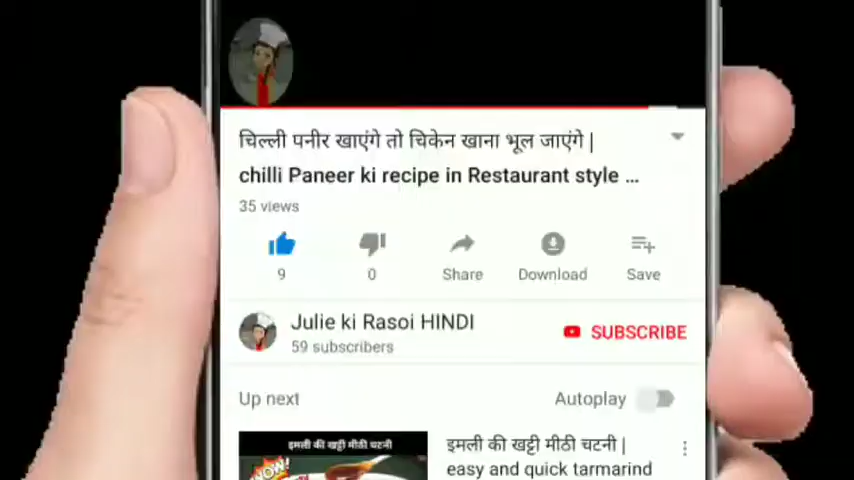 चिल्ली पनीर खाएंगे तो चिकेन खाना भूल जाएंगे |
chilli Paneer ki recipe in Restaurant style ...
35 views
9
0
Share
Download
Save
Julie ki Rasoi HINDI
SUBSCRIBE
59 subscribers
Up next
Autoplay
इमली की खट्टी मीठी चटनी
WOW!
इमली की खट्टी मीठी चटनी |
easy and quick tarmarind